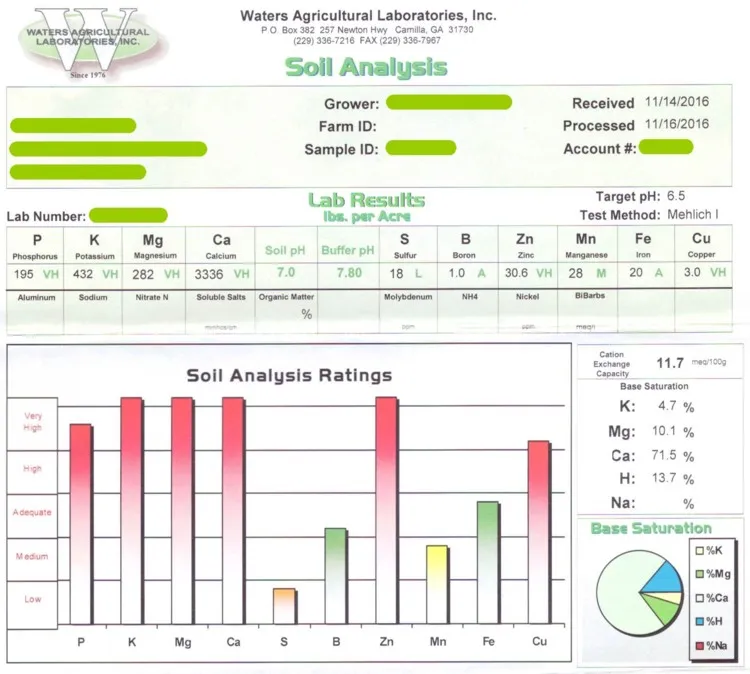 WATERS AGRICULTURAL
LABORATORIES, INC.
Since 1976
Waters Agricultural Laboratories, Inc.
P.O. Box 382 257 Newton Hwy Camilla, GA 31730
(229) 336-7216 FAX (229) 336-7967
Soil Analysis
Grower:
Received 11/14/2016
Farm ID:
Processed 11/16/2016
Sample ID:
Account #:
Lab Results
lbs. per Acre
Target pH: 6.5
Test Method: Mehlich I
Lab Number:
P K Mg Ca Soil pH Buffer pH S B Zn Mn Fe Cu
Phosphorus Potassium Magnesium Calcium Sulfur Boron Zinc Manganese Iron Copper
195 VH 432 VH 282 VH 3336 VH 7.0 7.80 18 L 1.0 A 30.6 VH 28 M 20 A 3.0 VH
Aluminum Sodium Nitrate N Soluble Salts Organic Matter Molybdenum NH4 Nickel BiBarbs
%
mmhos/cm ppm ppm meq/l
Soil Analysis Ratings
Very
High
High
Adequate
Medium
Low
P K Mg Ca S B Zn Mn Fe Cu
Cation
Exchange
Capacity
11.7 meq/100g
Base Saturation
K: 4.7 %
Mg: 10.1 %
Ca: 71.5 %
H: 13.7 %
Na: %
Base Saturation
%K
%Mg
%Ca
%H
%Na